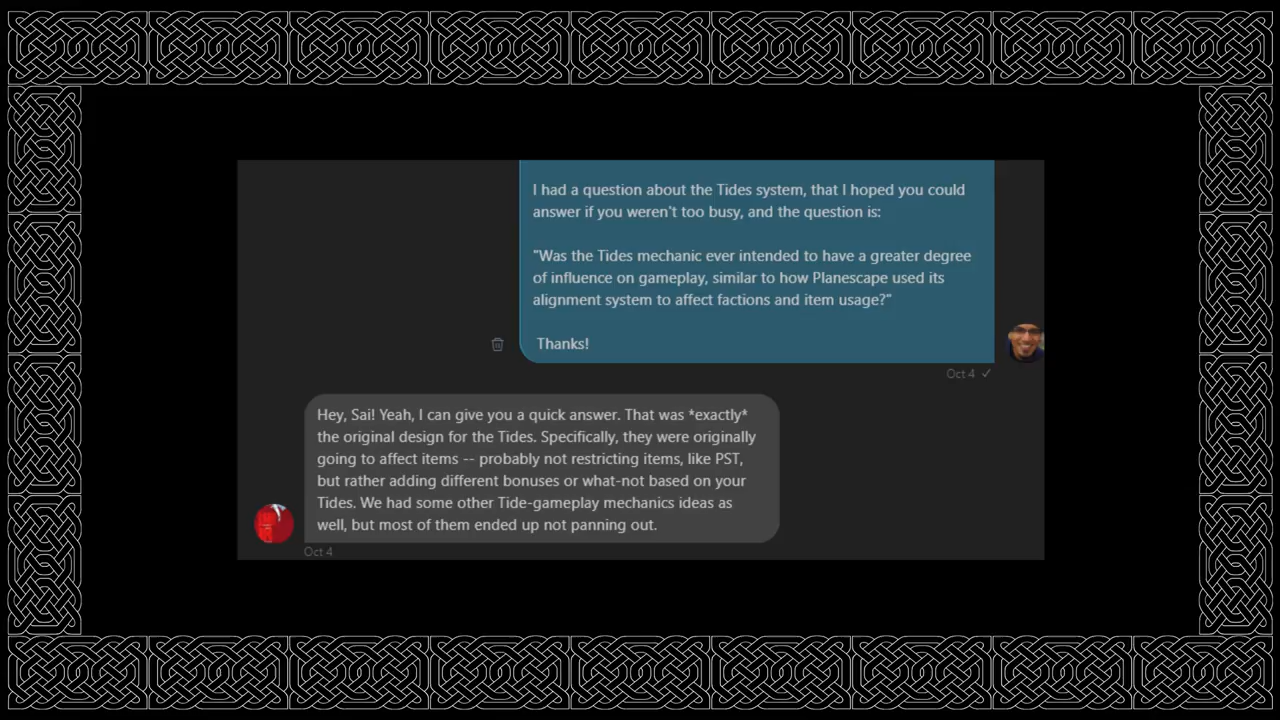 I had a question about the Tides system, that I hoped you could
answer if you weren't too busy, and the question is:
"Was the Tides mechanic ever intended to have a greater degree
of influence on gameplay, similar to how Planescape used its
alignment system to affect factions and item usage?"
Thanks!
Oct 4 ✓
Hey, Sai! Yeah, I can give you a quick answer. That was *exactly*
the original design for the Tides. Specifically, they were originally
going to affect items -- probably not restricting items, like PST,
but rather adding different bonuses or what-not based on your
Tides. We had some other Tide-gameplay mechanics ideas as
well, but most of them ended up not panning out.
Oct 4